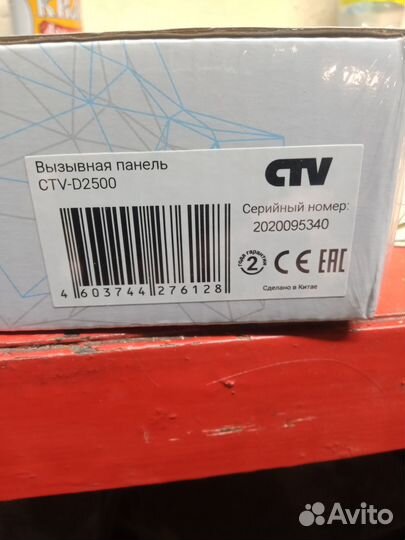 Вызывная панель
CTV-D2500
CTV
Серийный номер:
2020095340
года гарантии
2
CE EAC
Сделано в Китае
4 603744 276128
Avito